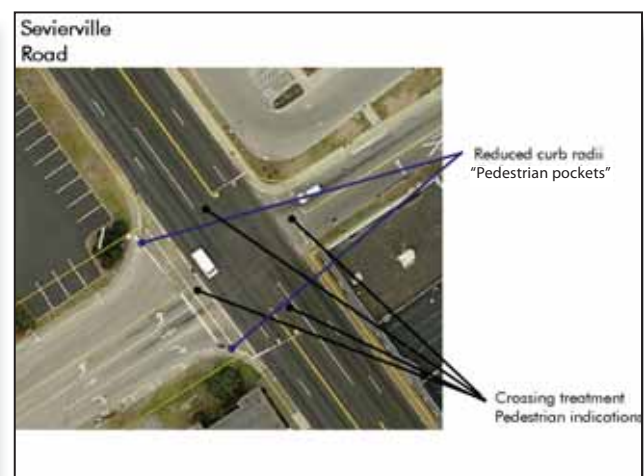 Sevierville
Road
Reduced curb radii
"Pedestrian pockets"
Crossing treatment
Pedestrian indications